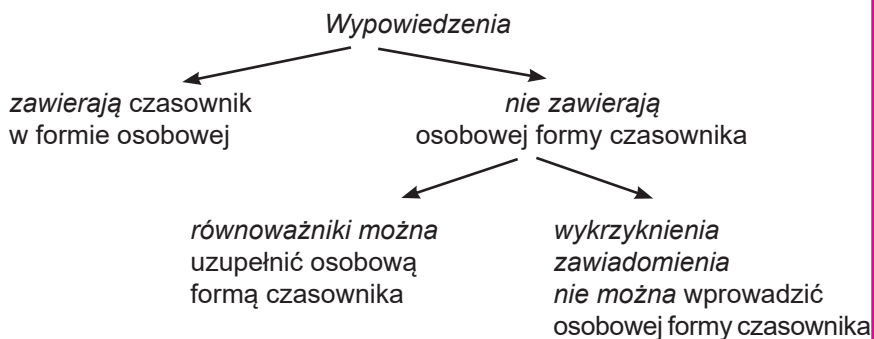 Wypowiedzenia
zawierają czasownik
w formie osobowej
nie zawierają
osobowej formy czasownika
równoważniki można
uzupełnić osobową
formą czasownika
wykrzyknienia
zawiadomienia
nie można wprowadzić
osobowej formy czasownika